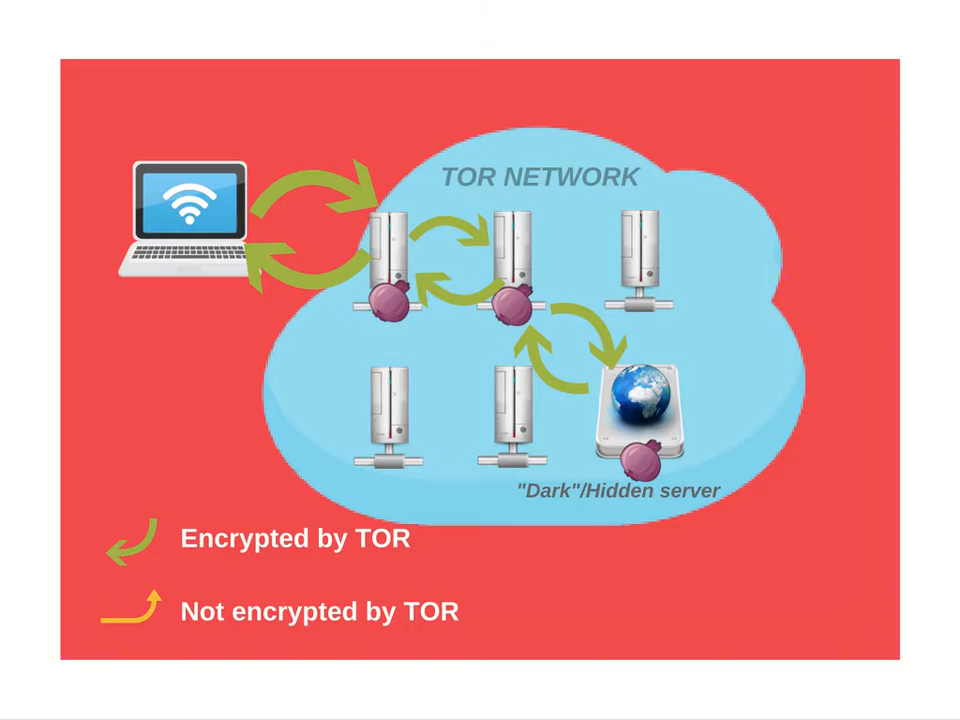 TOR NETWORK
"Dark"/Hidden server
Encrypted by TOR
Not encrypted by TOR